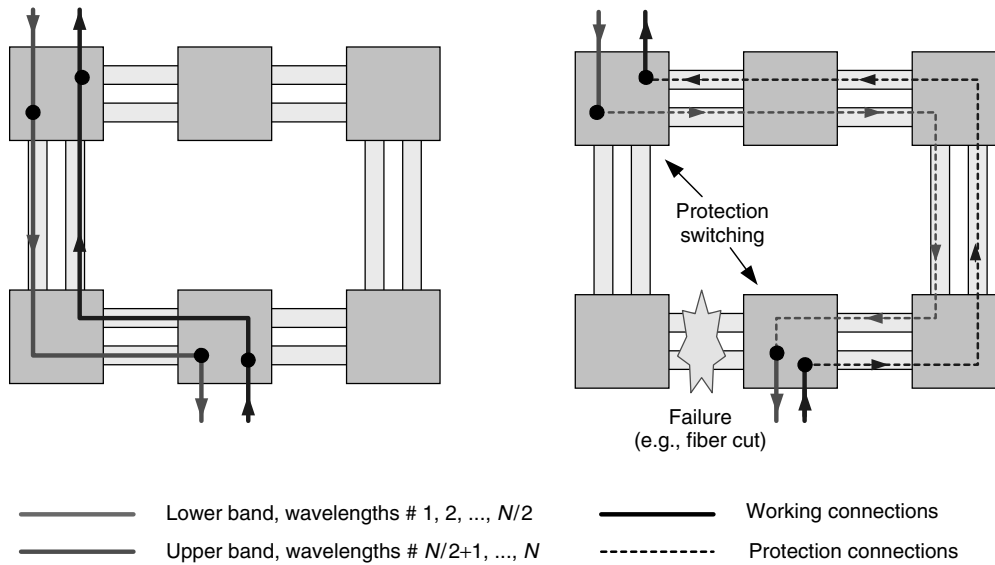 Protection
switching
Failure
(e.g., fiber cut)
Lower band, wavelengths # 1, 2, ..., N/2
Upper band, wavelengths # N/2+1, ..., N
Working connections
Protection connections